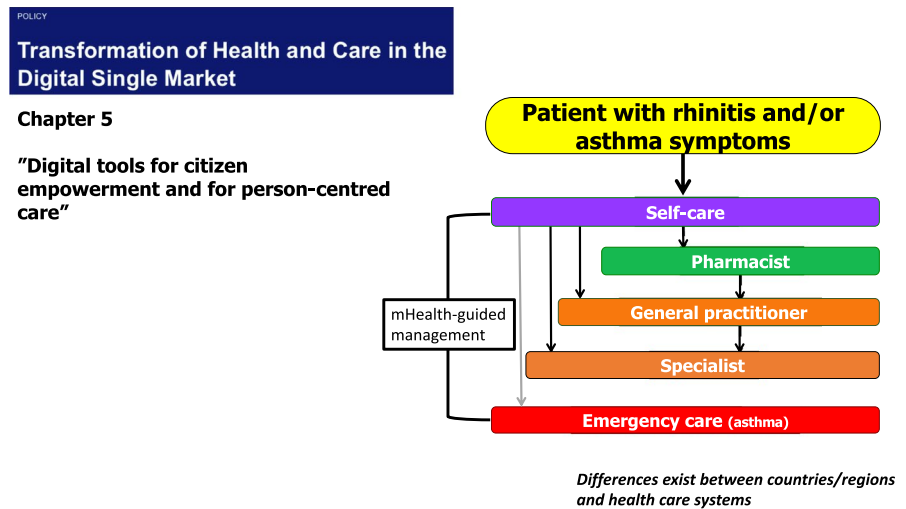 POLICY
Transformation of Health and Care in the
Digital Single Market
Chapter 5
”Digital tools for citizen
empowerment and for person-centred
care”
Patient with rhinitis and/or
asthma symptoms
Self-care
Pharmacist
General practitioner
Specialist
Emergency care (asthma)
mHealth-guided
management
Differences exist between countries/regions
and health care systems